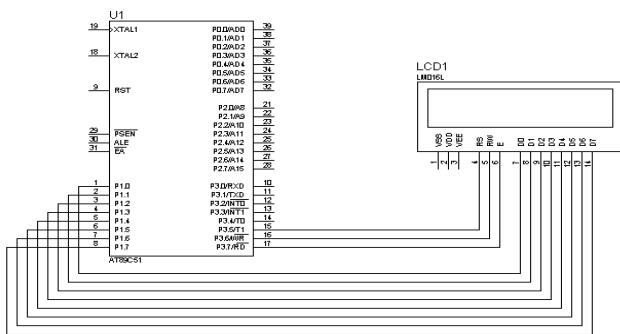 U1
19 XTAL1 P0.0/AD0 39
P0.1/AD1 38
P0.2/AD2 37
18 XTAL2 P0.3/AD3 36
P0.4/AD4 35
P0.5/AD5 34
P0.6/AD6 33
9 RST P0.7/AD7 32
P2.0/A8 21
P2.1/A9 22
P2.2/A10 23
29 PSEN P2.3/A11 24
30 ALE P2.4/A12 25
31 EA P2.5/A13 26
P2.6/A14 27
P2.7/A15 28
1 P1.0 P3.0/RXD 10
2 P1.1 P3.1/TXD 11
3 P1.2 P3.2/INT0 12
4 P1.3 P3.3/INT1 13
5 P1.4 P3.4/T0 14
6 P1.5 P3.5/T1 15
7 P1.6 P3.6/WR 16
8 P1.7 P3.7/RD 17
AT89C51
LCD1
LM016L
VSS VDD VEE RS RW E D0 D1 D2 D3 D4 D5 D6 D7
1 2 3 4 5 6 7 8 9 10 11 12 13 14